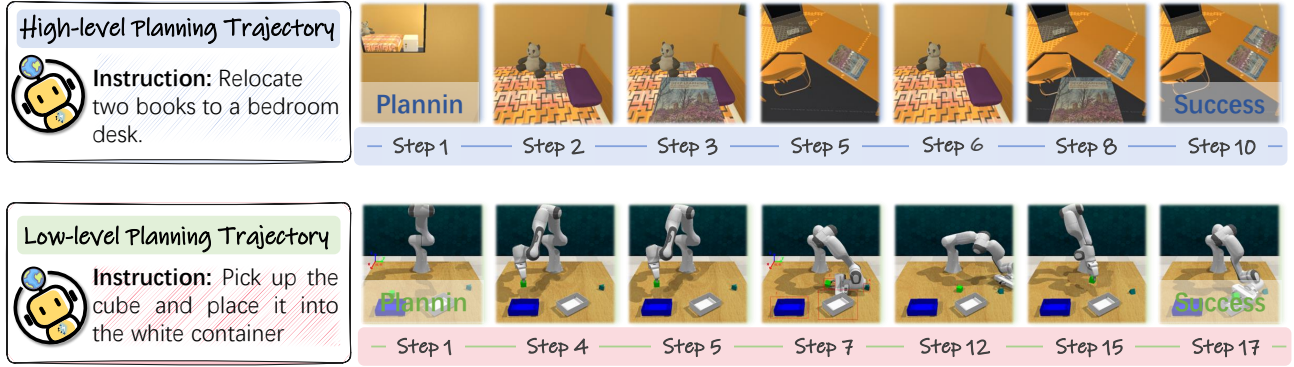 High-level Planning Trajectory
Instruction: Relocate
two books to a bedroom
desk.
Plannin
Success
Step 1
Step 2
Step 3
Step 5
Step 6
Step 8
Step 10
Low-level Planning Trajectory
Instruction: Pick up the
cube and place it into
the white container
Plannin
Success
Step 1
Step 4
Step 5
Step 7
Step 12
Step 15
Step 17